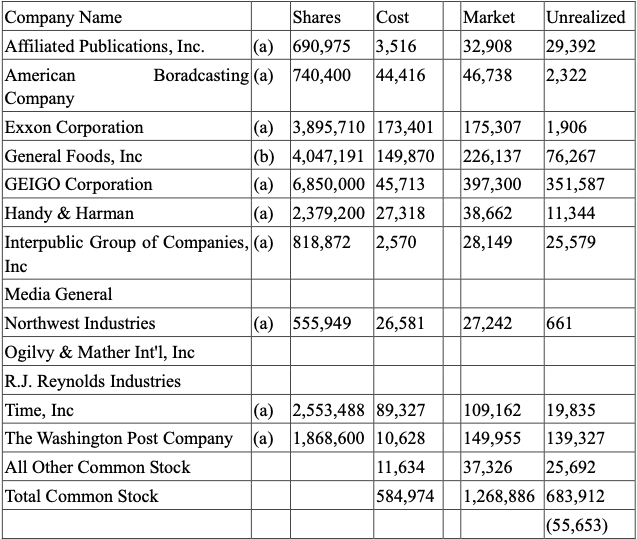 Company Name Shares Cost Market Unrealized
Affiliated Publications, Inc. (a) 690,975 3,516 32,908 29,392
American Boradcasting (a) 740,400 44,416 46,738 2,322
Company
Exxon Corporation (a) 3,895,710 173,401 175,307 1,906
General Foods, Inc (b) 4,047,191 149,870 226,137 76,267
GEIGO Corporation (a) 6,850,000 45,713 397,300 351,587
Handy & Harman (a) 2,379,200 27,318 38,662 11,344
Interpublic Group of Companies, (a) 818,872 2,570 28,149 25,579
Inc
Media General
Northwest Industries (a) 555,949 26,581 27,242 661
Ogilvy & Mather Int'l, Inc
R.J. Reynolds Industries
Time, Inc (a) 2,553,488 89,327 109,162 19,835
The Washington Post Company (a) 1,868,600 10,628 149,955 139,327
All Other Common Stock 11,634 37,326 25,692
Total Common Stock 584,974 1,268,886 683,912
(55,653)